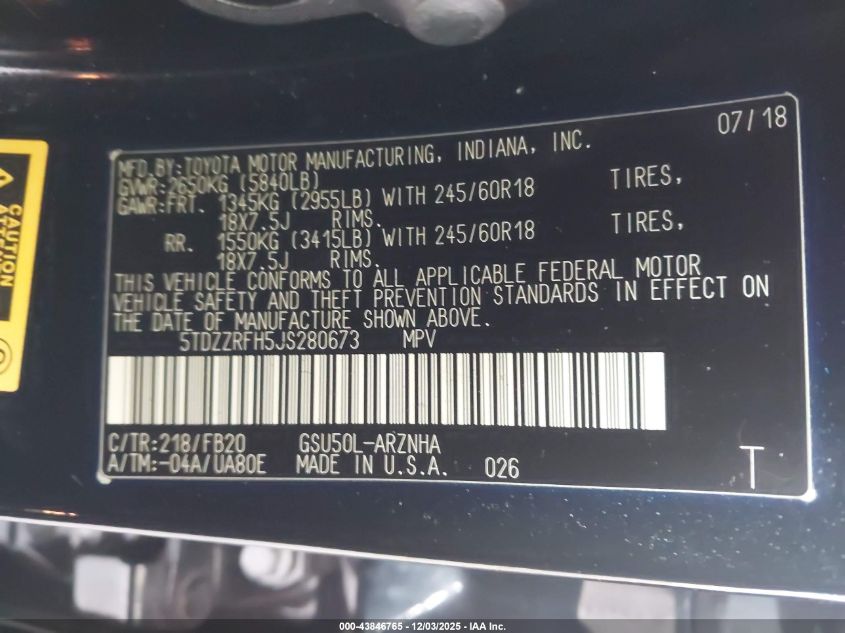 07/18
MFD.BY:TOYOTA MOTOR MANUFACTURING, INDIANA, INC.
GVWR:2650KG (5840LB)
GAWR:FRT. 1345KG (2955LB) WITH 245/60R18 TIRES,
18X7.5J RIMS.
RR. 1550KG (3415LB) WITH 245/60R18 TIRES,
18X7.5J RIMS.
THIS VEHICLE CONFORMS TO ALL APPLICABLE FEDERAL MOTOR
VEHICLE SAFETY AND THEFT PREVENTION STANDARDS IN EFFECT ON
THE DATE OF MANUFACTURE SHOWN ABOVE.
5TDZZRFH5JS280673 MPV
C/TR:218/FB20 GSU50L-ARZNHA
A/TM:-04A/UA80E MADE IN U.S.A. 026 T
CAUTION
000-43846765 - 12/03/2025 - IAA Inc.